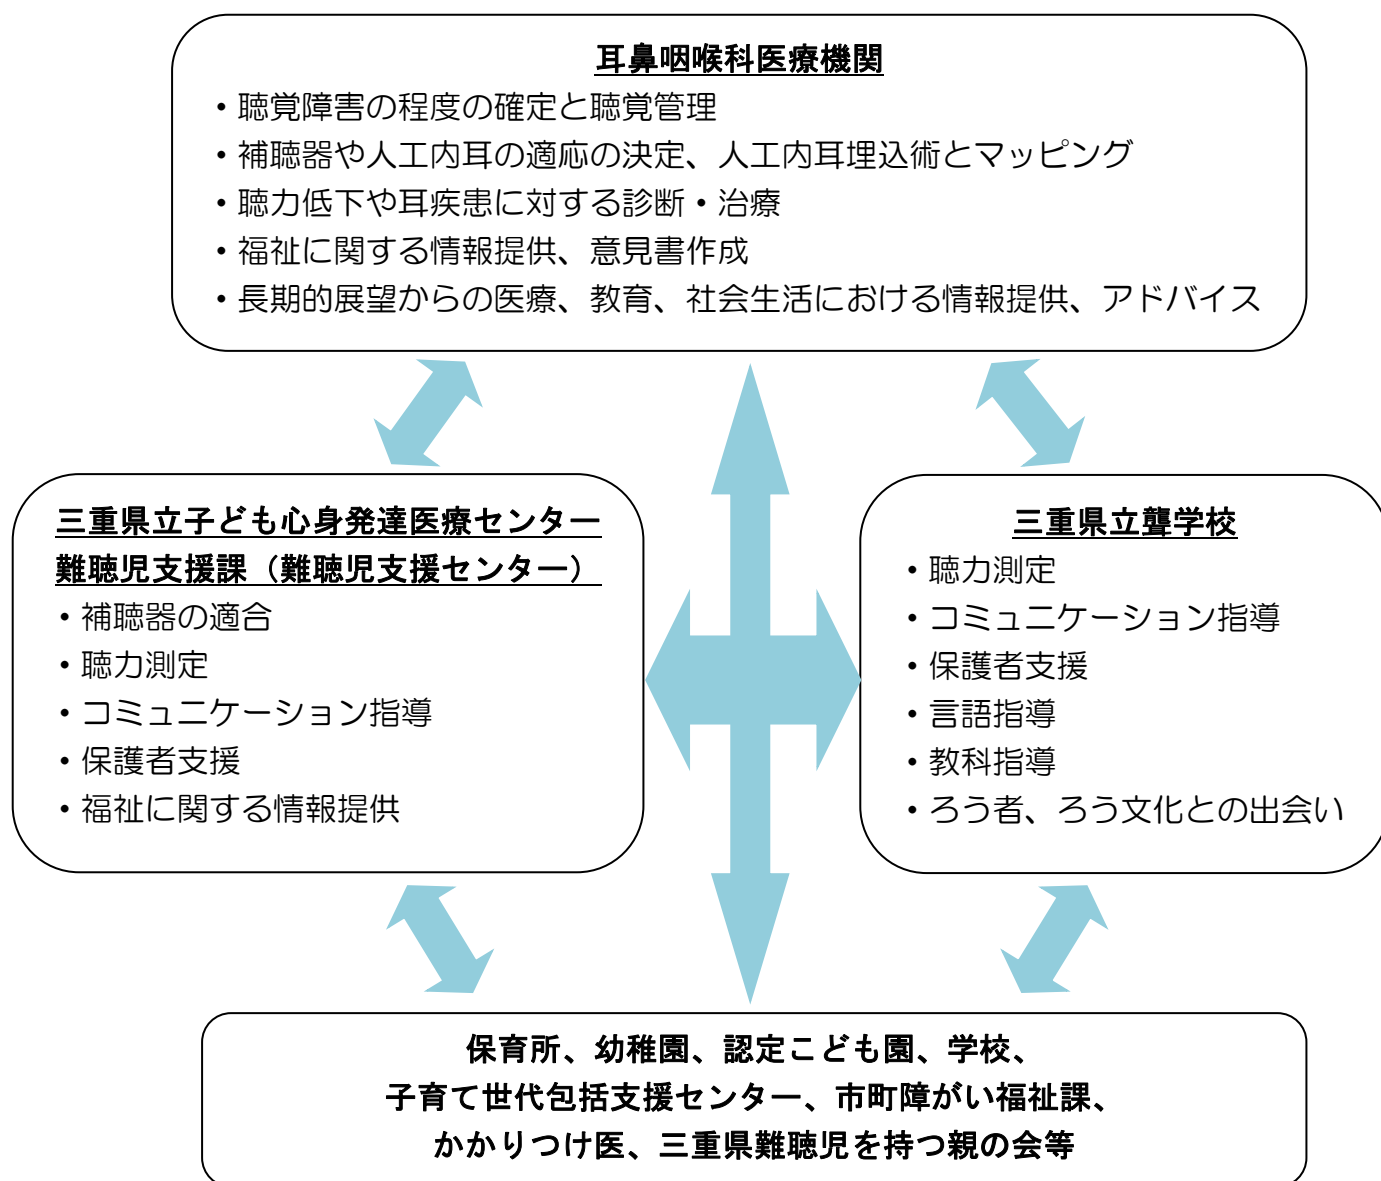 耳鼻咽喉科医療機関
・聴覚障害の程度の確定と聴覚管理
・補聴器や人工内耳の適応の決定、人工内耳埋込術とマッピング
・聴力低下や耳疾患に対する診断・治療
・福祉に関する情報提供、意見書作成
・長期的展望からの医療、教育、社会生活における情報提供、アドバイス
三重県立子ども心身発達医療センター
難聴児支援課（難聴児支援センター）
・補聴器の適合
・聴力測定
・コミュニケーション指導
・保護者支援
・福祉に関する情報提供
三重県立聾学校
・聴力測定
・コミュニケーション指導
・保護者支援
・言語指導
・教科指導
・ろう者、ろう文化との出会い
保育所、幼稚園、認定こども園、学校、
子育て世代包括支援センター、市町障がい福祉課、
かかりつけ医、三重県難聴児を持つ親の会等